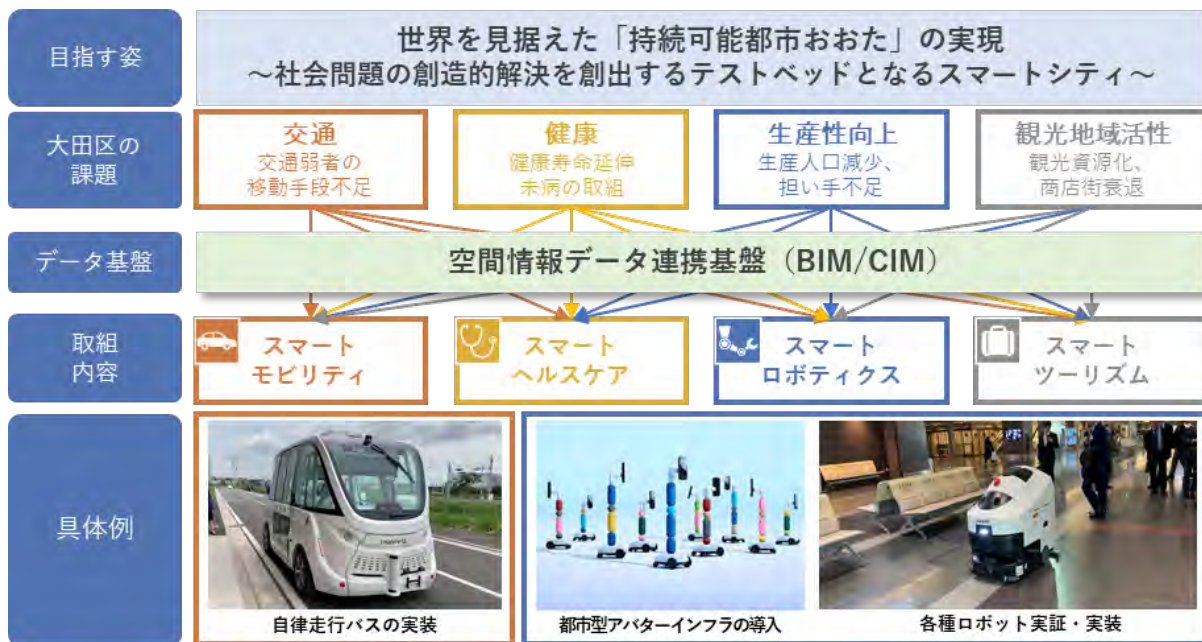 目指す姿
世界を見据えた「持続可能都市おおた」の実現
～社会問題の創造的解決を創出するテストベッドとなるスマートシティ～
大田区の
課題
交通
交通弱者の
移動手段不足
健康
健康寿命延伸
未病の取組
生産性向上
生産人口減少、
担い手不足
観光地域活性
観光資源化、
商店街衰退
データ基盤
空間情報データ連携基盤（BIM/CIM）
取組
内容
スマート
モビリティ
スマート
ヘルスケア
スマート
ロボティクス
スマート
ツーリズム
具体例
自律走行バスの実装
都市型アバターインフラの導入
各種ロボット実証・実装